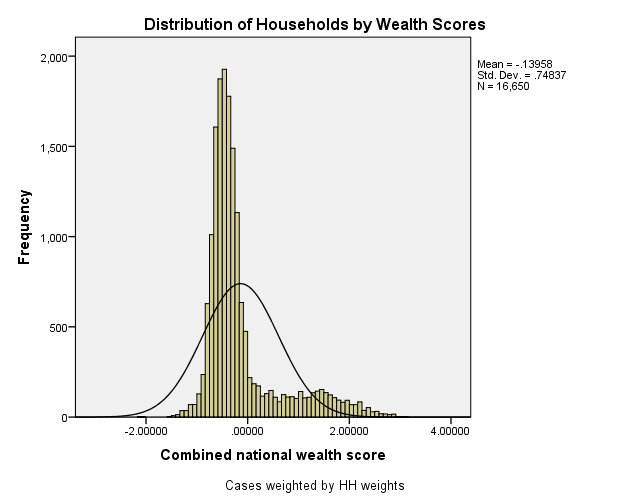 Distribution of Households by Wealth Scores
Mean = -.13958
Std. Dev. = .74837
N = 16,650
2,000
1,500
1,000
500
0
Frequency
-2.00000 .00000 2.00000 4.00000
Combined national wealth score
Cases weighted by HH weights